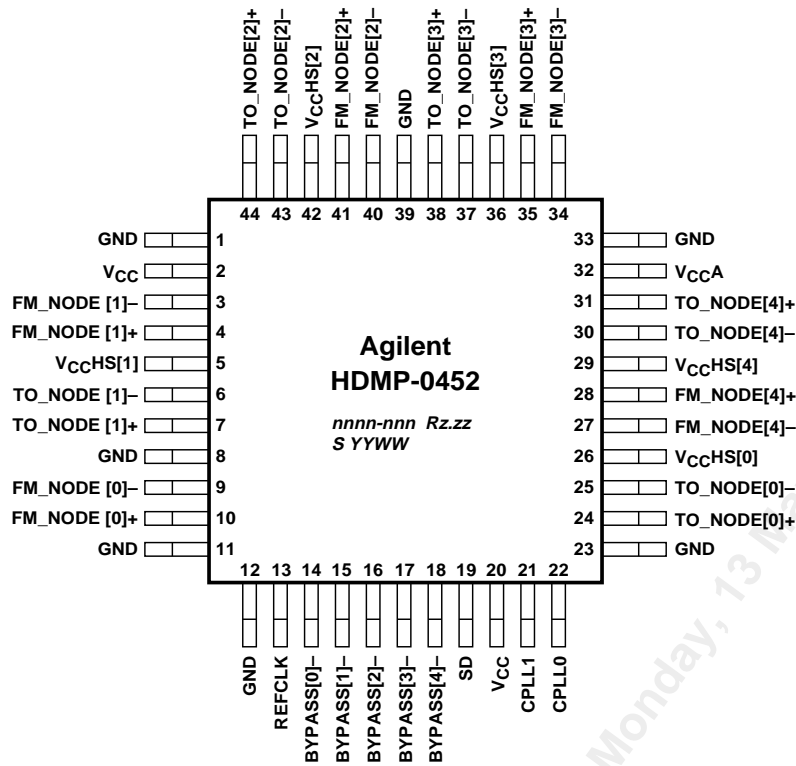 TO_NODE[2]+
TO_NODE[2]–
VCCHS[2]
FM_NODE[2]+
FM_NODE[2]–
GND
TO_NODE[3]+
TO_NODE[3]–
VCCHS[3]
FM_NODE[3]+
FM_NODE[3]–
44 43 42 41 40 39 38 37 36 35 34
GND 1
VCC 2
FM_NODE [1]– 3
FM_NODE [1]+ 4
VCCHS[1] 5
TO_NODE [1]– 6
TO_NODE [1]+ 7
GND 8
FM_NODE [0]– 9
FM_NODE [0]+ 10
GND 11
Agilent
HDMP-0452
nnnn-nnn Rz.zz
S YYWW
33 GND
32 VCCA
31 TO_NODE[4]+
30 TO_NODE[4]–
29 VCCHS[4]
28 FM_NODE[4]+
27 FM_NODE[4]–
26 VCCHS[0]
25 TO_NODE[0]–
24 TO_NODE[0]+
23 GND
12 13 14 15 16 17 18 19 20 21 22
GND
REFCLK
BYPASS[0]–
BYPASS[1]–
BYPASS[2]–
BYPASS[3]–
BYPASS[4]–
SD
VCC
CPLL1
CPLL0
Monday, 13